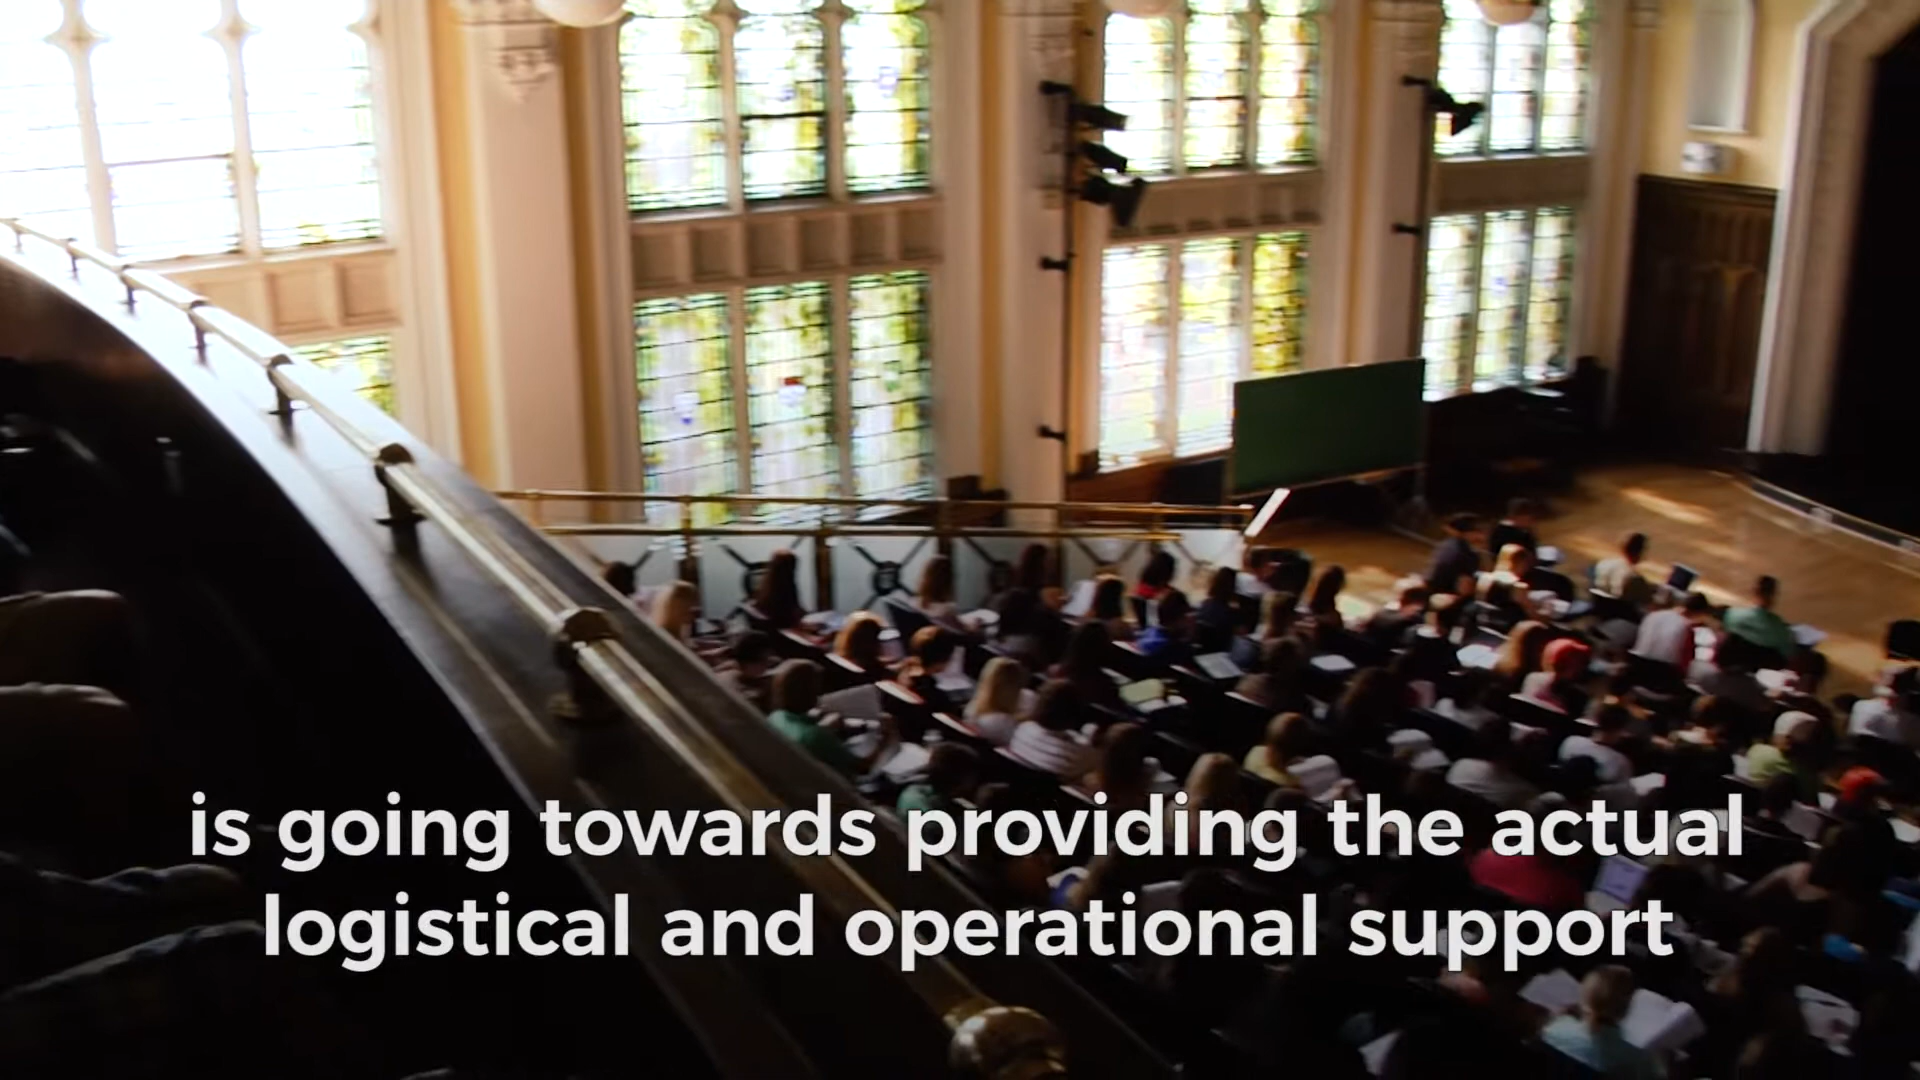 is going towards providing the actual
logistical and operational support